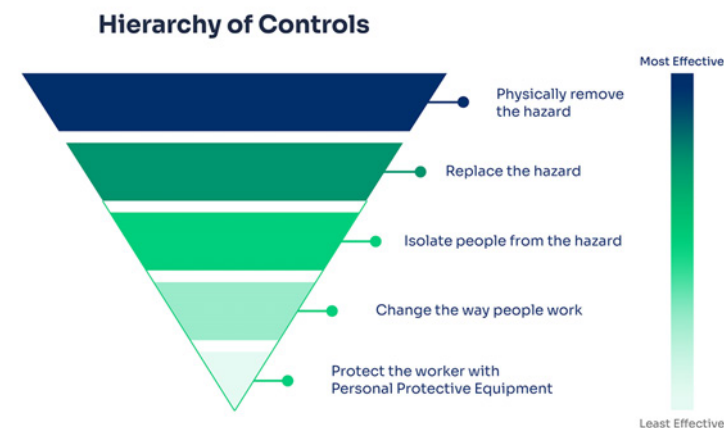 Hierarchy of Controls
Most Effective
Physically remove
the hazard
Replace the hazard
Isolate people from the hazard
Change the way people work
Protect the worker with
Personal Protective Equipment
Least Effective